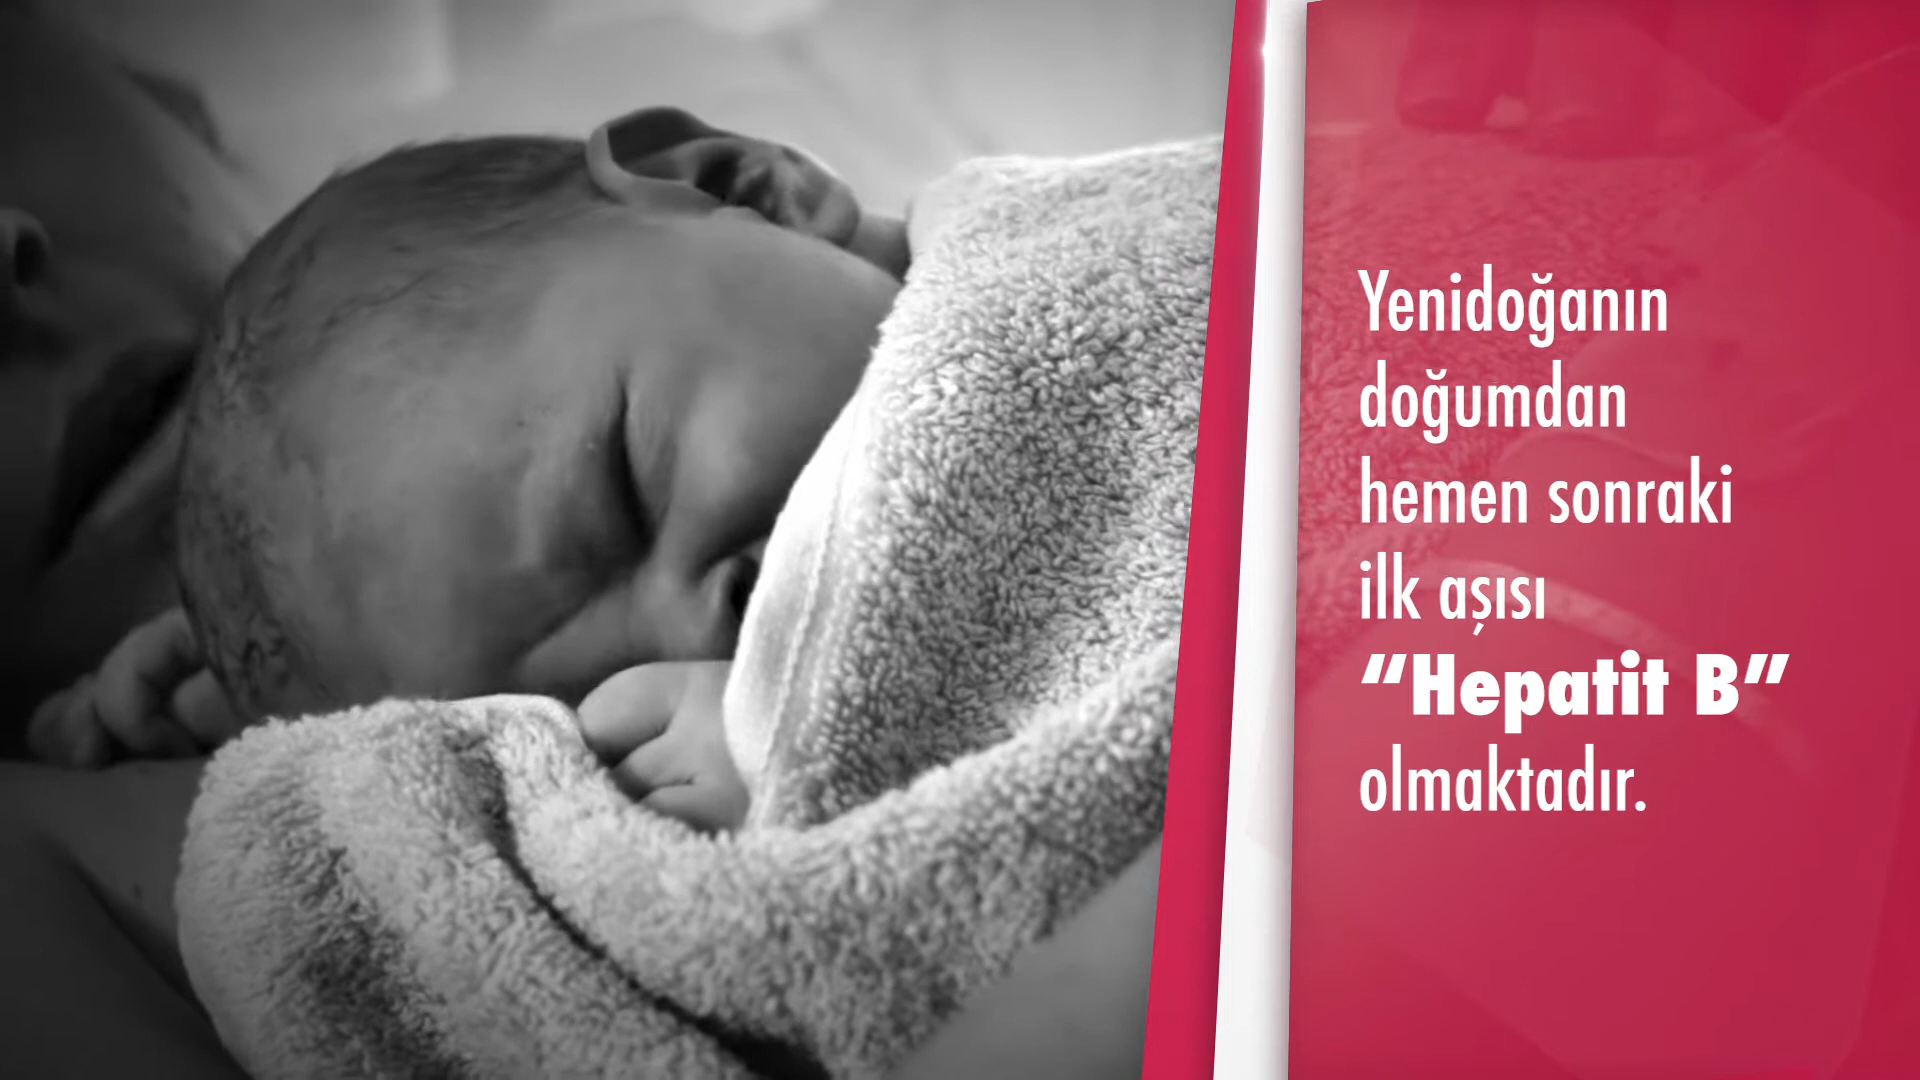 Yenidoğanın
doğumdan
hemen sonraki
ilk aşısı
“Hepatit B”
olmaktadır.